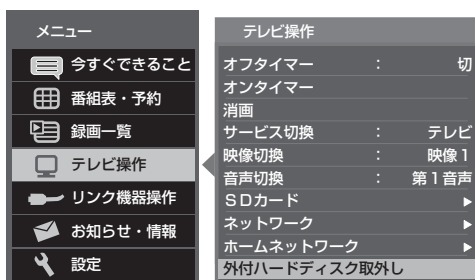 メニュー
今すぐできること
番組表・予約
録画一覧
テレビ操作
リンク機器操作
お知らせ・情報
設定
テレビ操作
オフタイマー : 切
オンタイマー
消画
サービス切換 : テレビ
映像切換 : 映像１
音声切換 : 第１音声
ＳＤカード ▶
ネットワーク ▶
ホームネットワーク ▶
外付ハードディスク取外し